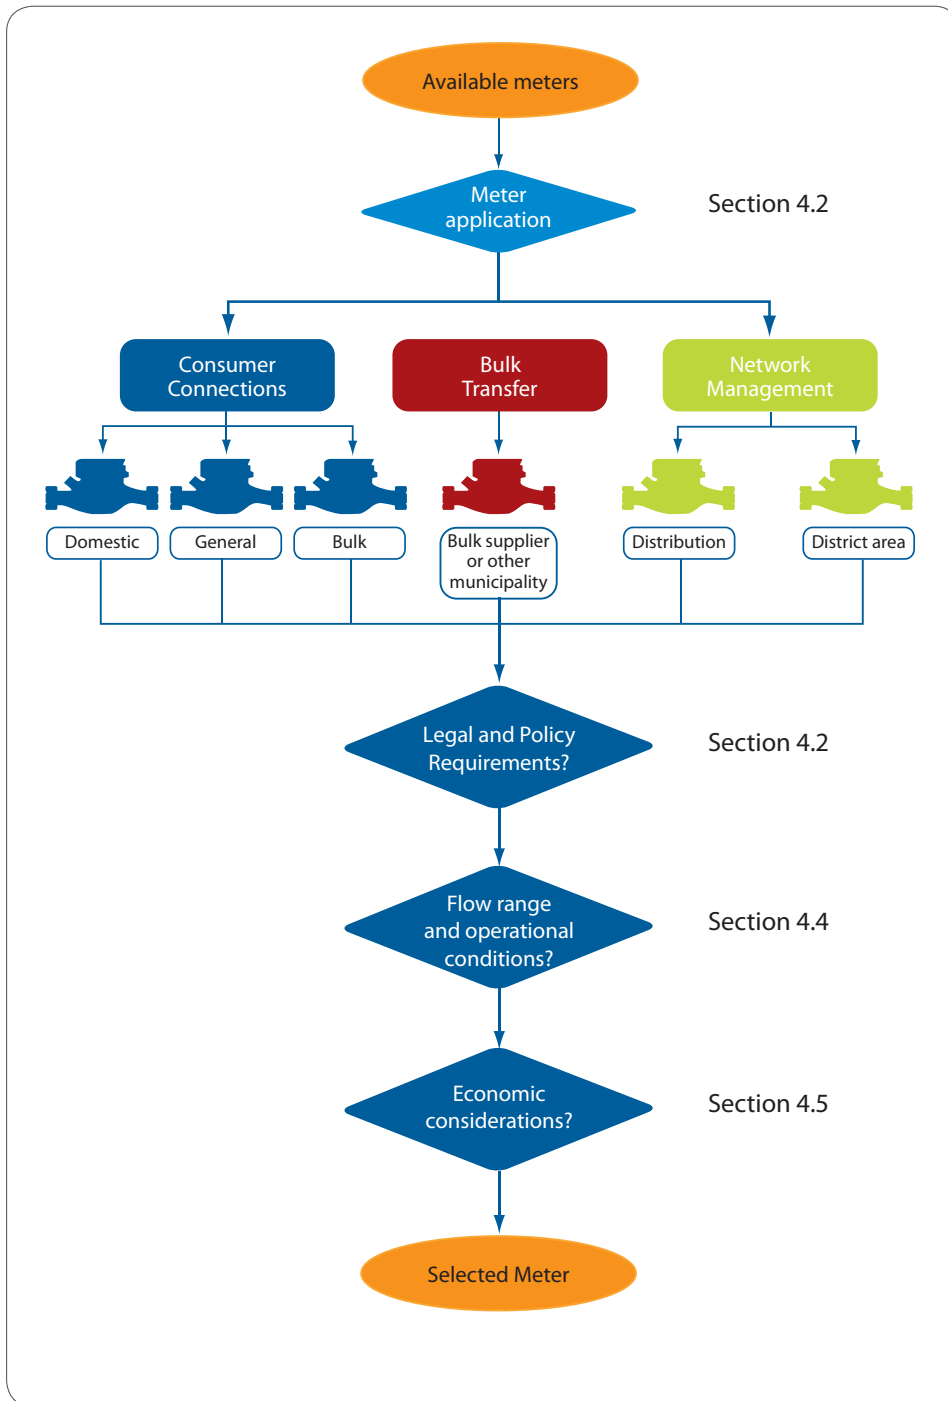 Available meters
Meter
application
Section 4.2
Consumer
Connections
Bulk
Transfer
Network
Management
Domestic
General
Bulk
Bulk supplier
or other
municipality
Distribution
District area
Legal and Policy
Requirements?
Section 4.2
Flow range
and operational
conditions?
Section 4.4
Economic
considerations?
Section 4.5
Selected Meter